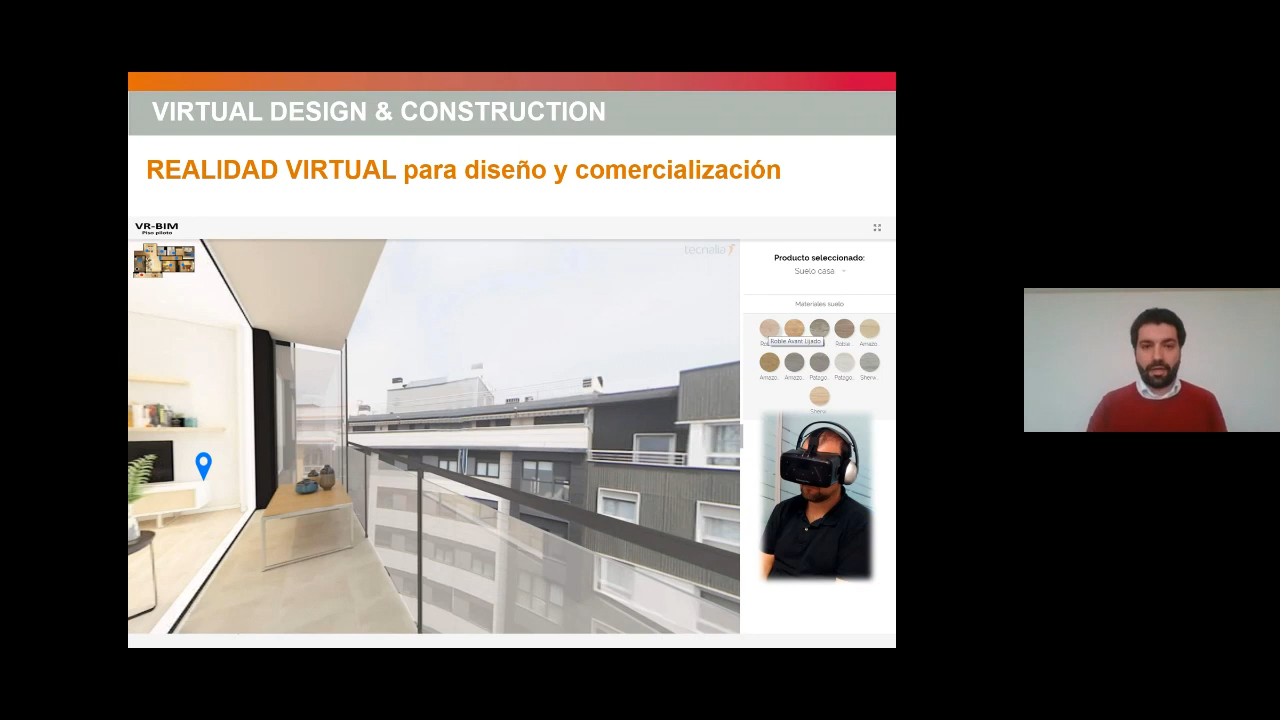 VIRTUAL DESIGN & CONSTRUCTION
REALIDAD VIRTUAL para diseño y comercialización
VR-BIM
Piso piloto
tecnalia
Producto seleccionado:
Suelo casa
Materiales suelo
Roble Avant Lijado
Roble.. Amazo..
Amazo.. Amazo.. Patago.. Patago.. Sherw..
Sherw..